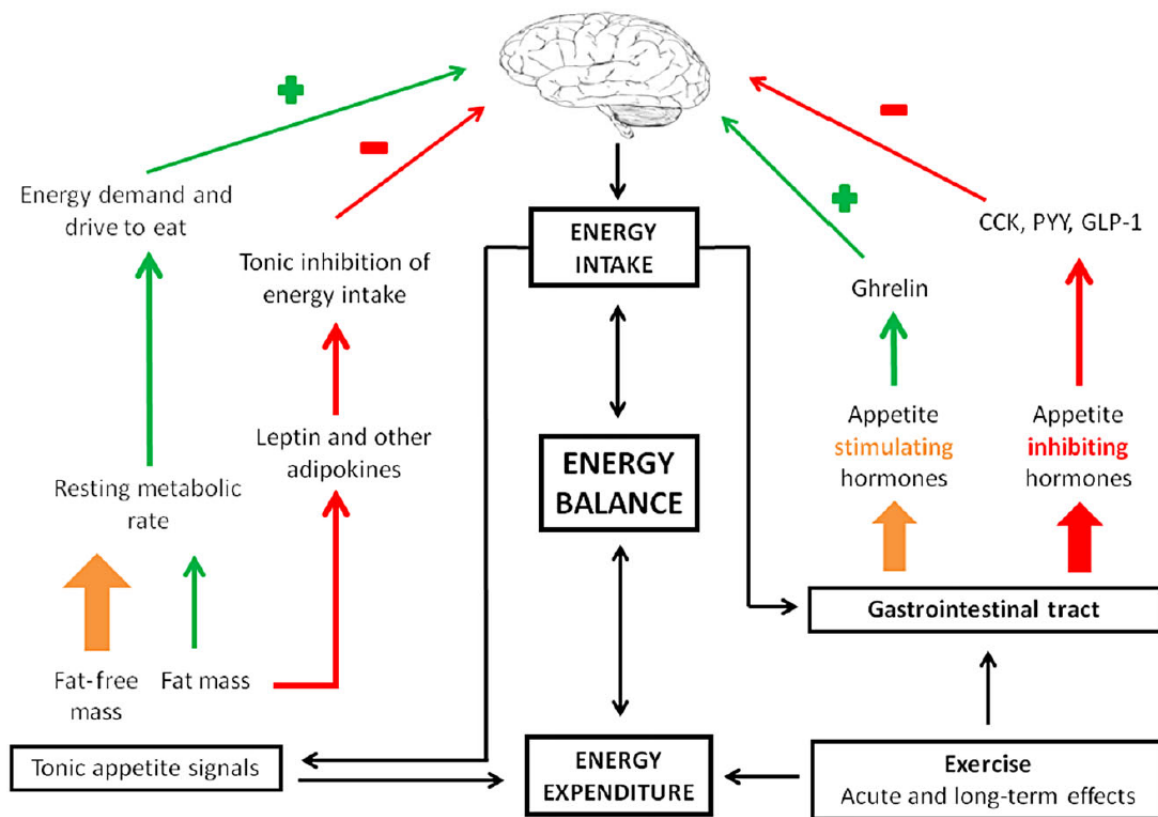 Energy demand and
drive to eat
Tonic inhibition of
energy intake
Leptin and other
adipokines
Resting metabolic
rate
Fat-free
mass
Fat mass
Tonic appetite signals
ENERGY
INTAKE
ENERGY
BALANCE
ENERGY
EXPENDITURE
CCK, PYY, GLP-1
Ghrelin
Appetite
stimulating
hormones
Appetite
inhibiting
hormones
Gastrointestinal tract
Exercise
Acute and long-term effects